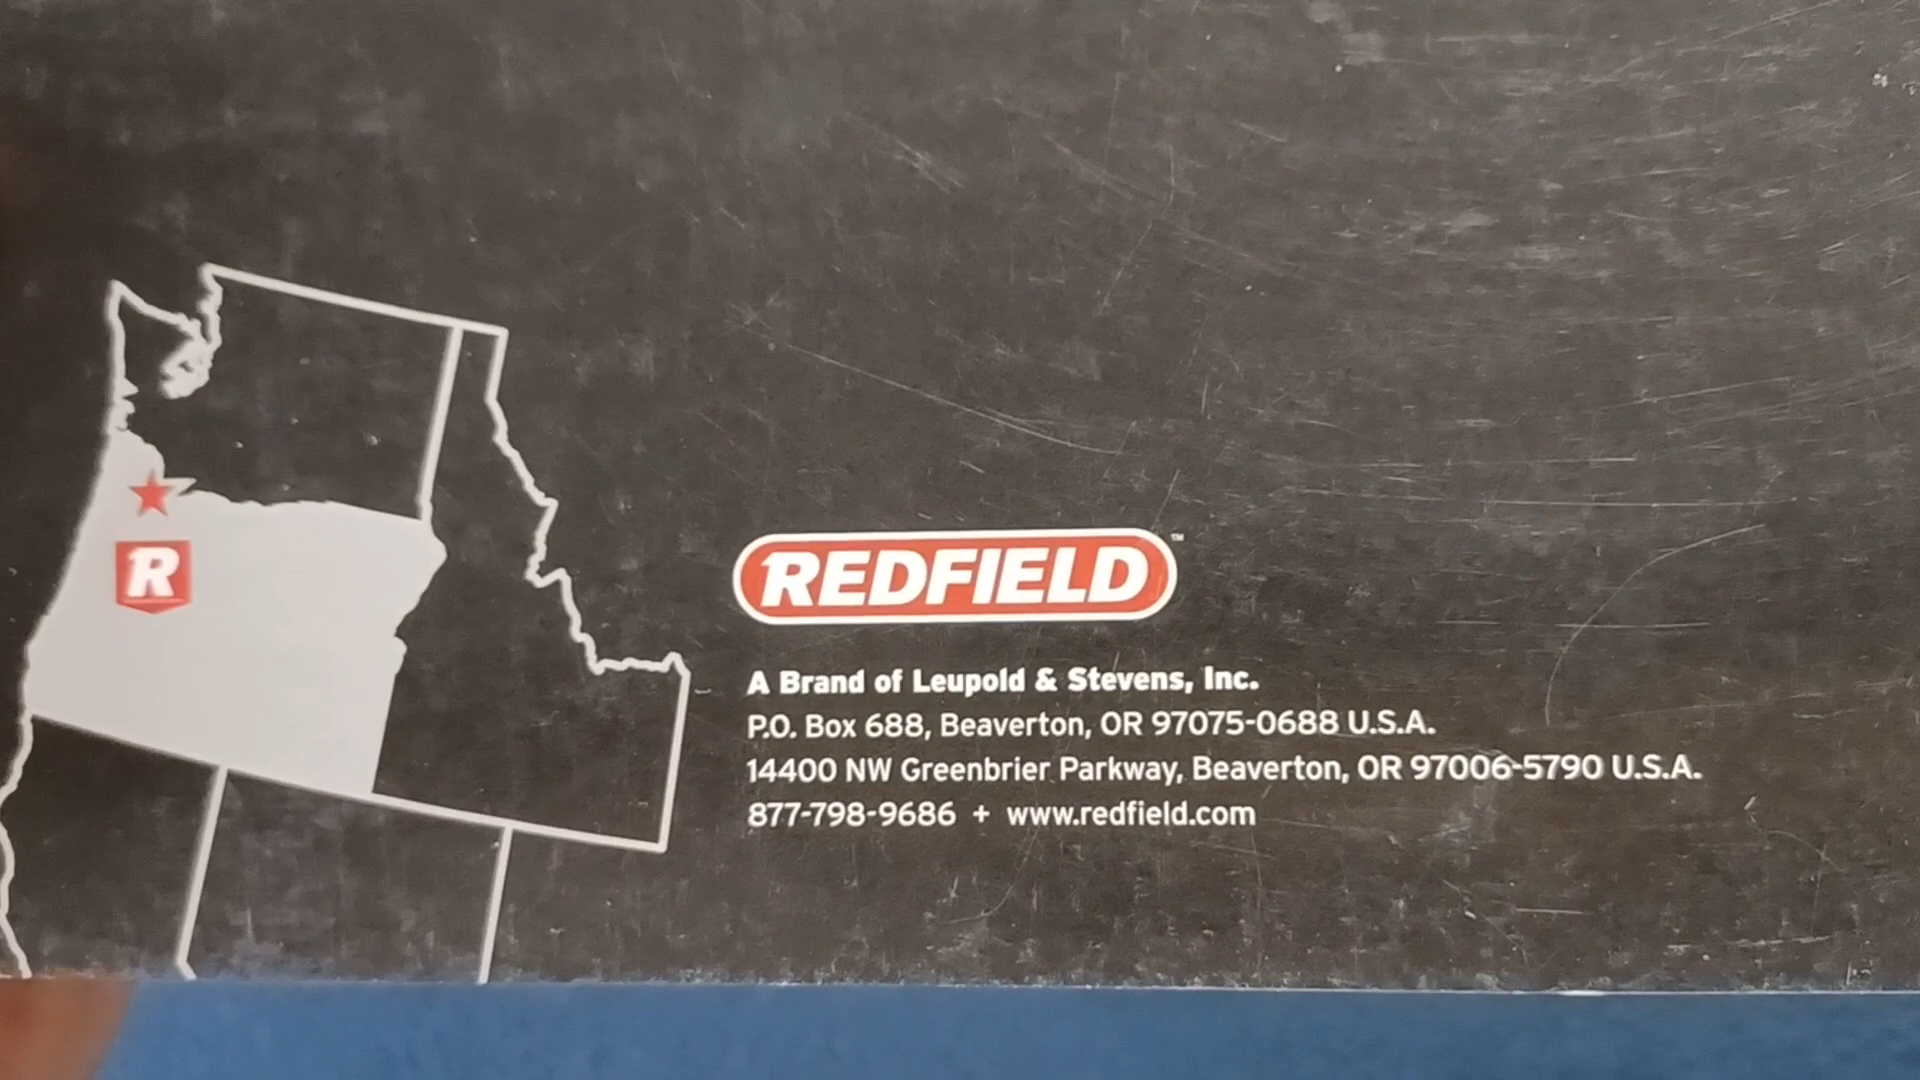 R
REDFIELD™
A Brand of Leupold & Stevens, Inc.
P.O. Box 688, Beaverton, OR 97075-0688 U.S.A.
14400 NW Greenbrier Parkway, Beaverton, OR 97006-5790 U.S.A.
877-798-9686 + www.redfield.com